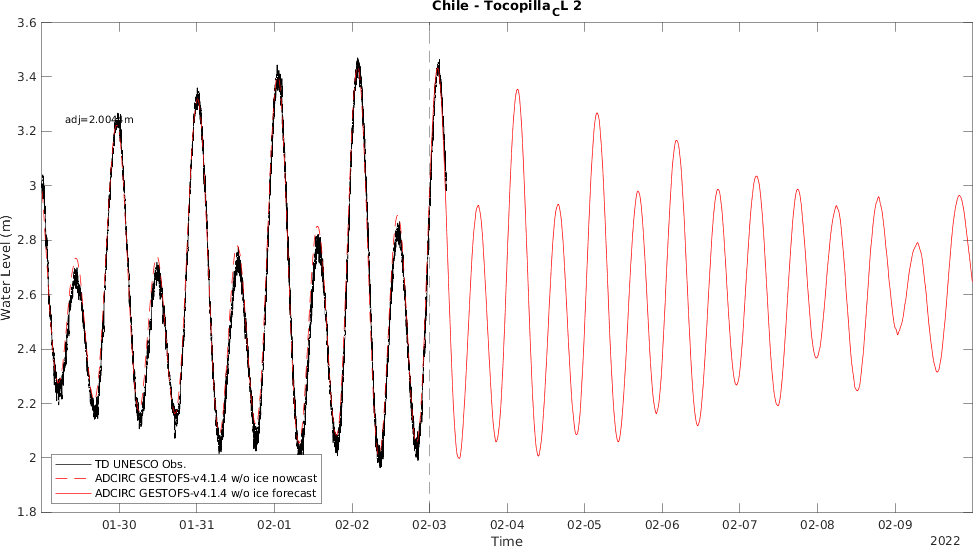 Chile - Tocopilla_CL 2
3.6
3.4
3.2
3
2.8
2.6
2.4
2.2
2
1.8
Water Level (m)
TD UNESCO Obs.
ADCIRC GESTOFS-v4.1.4 w/o ice nowcast
ADCIRC GESTOFS-v4.1.4 w/o ice forecast
01-30 01-31 02-01 02-02 02-03 02-04 02-05 02-06 02-07 02-08 02-09
Time
2022